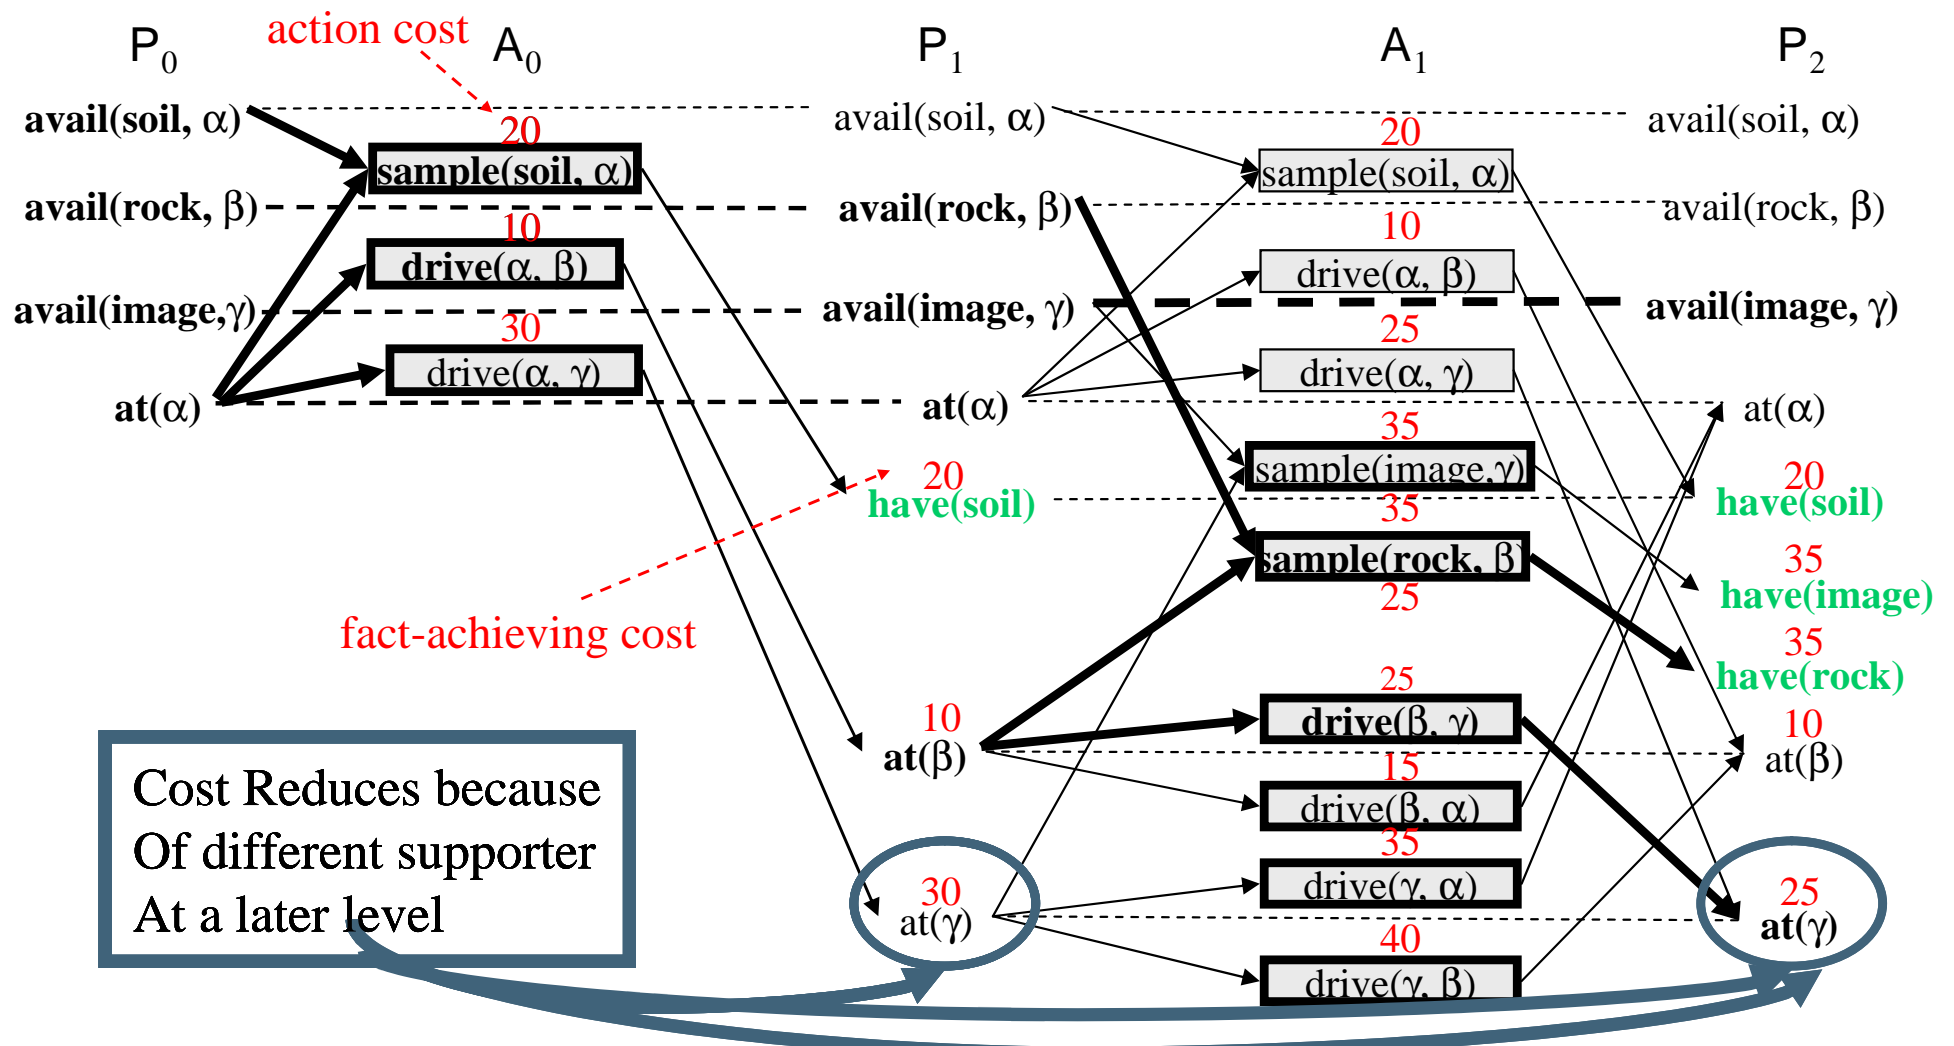 P0 A0 P1 A1 P2
action cost
avail(soil, α)
avail(rock, β)
avail(image,γ)
at(α)
20
sample(soil, α)
10
drive(α, β)
30
drive(α, γ)
avail(soil, α)
avail(rock, β)
avail(image, γ)
at(α)
20
have(soil)
fact-achieving cost
10
at(β)
30
at(γ)
20
sample(soil, α)
10
drive(α, β)
25
drive(α, γ)
35
sample(image,γ)
35
sample(rock, β)
25
25
drive(β, γ)
15
drive(β, α)
35
drive(γ, α)
40
drive(γ, β)
avail(soil, α)
avail(rock, β)
avail(image, γ)
at(α)
20
have(soil)
35
have(image)
35
have(rock)
10
at(β)
25
at(γ)
Cost Reduces because
Of different supporter
At a later level